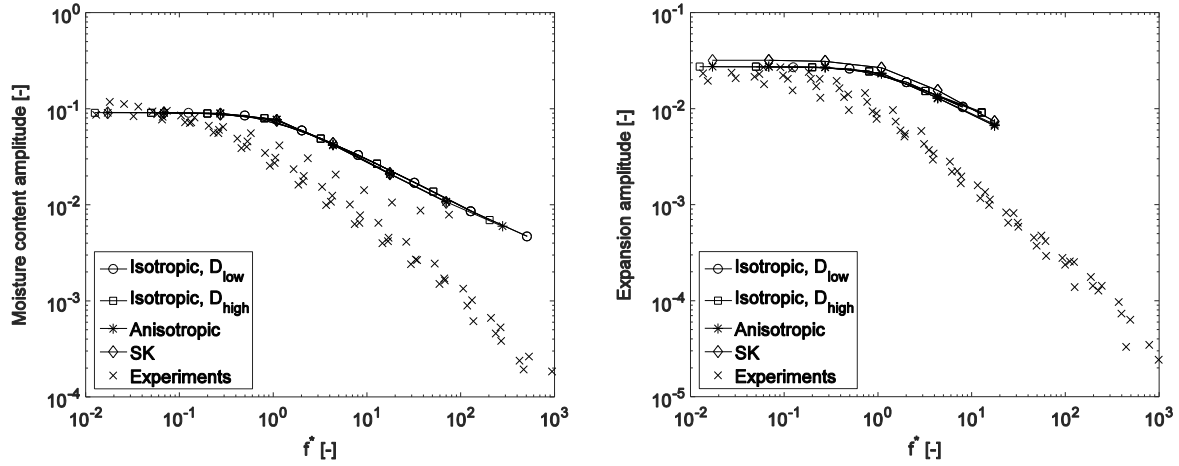 10^0
10^-1
10^-2
10^-3
10^-4
Moisture content amplitude [-]
Isotropic, D_low
Isotropic, D_high
Anisotropic
SK
Experiments
10^-2 10^-1 10^0 10^1 10^2 10^3
f^* [-]
10^0
10^-1
10^-2
10^-3
10^-4
10^-5
Expansion amplitude [-]
Isotropic, D_low
Isotropic, D_high
Anisotropic
SK
Experiments
10^-2 10^-1 10^0 10^1 10^2 10^3
f^* [-]